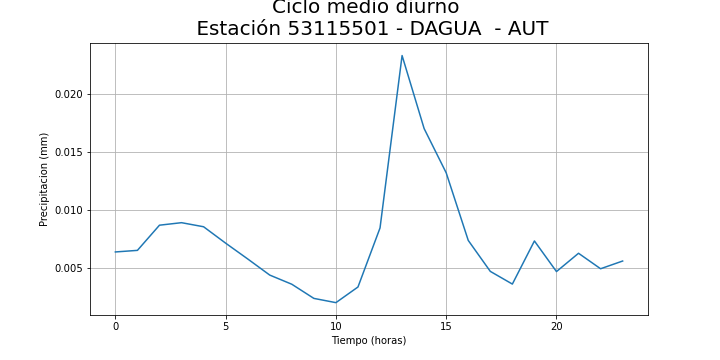 Ciclo medio diurno
Estación 53115501 - DAGUA  - AUT
0.020
0.015
0.010
0.005
Precipitacion (mm)
0 5 10 15 20
Tiempo (horas)